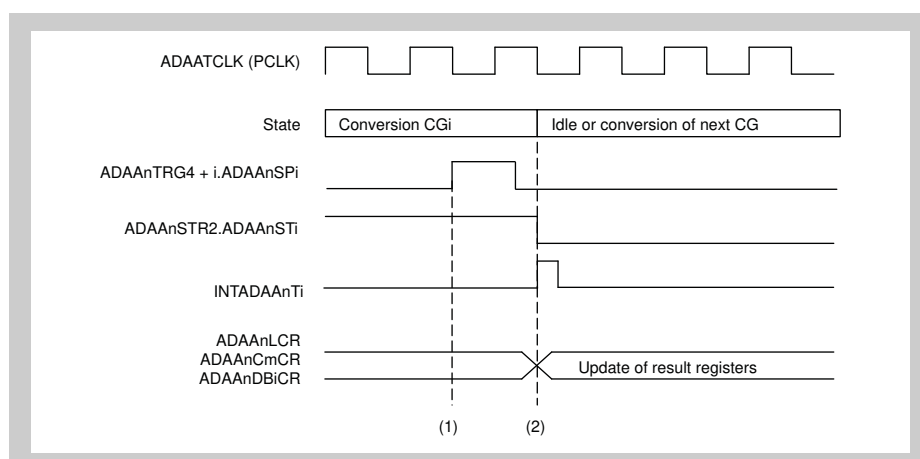 ADAATCLK (PCLK)
State
Conversion CGi
Idle or conversion of next CG
ADAAnTRG4 + i.ADAAnSPi
ADAAnSTR2.ADAAnSTi
INTADAAnTi
ADAAnLCR
ADAAnCmCR
ADAAnDBiCR
Update of result registers
(1)
(2)